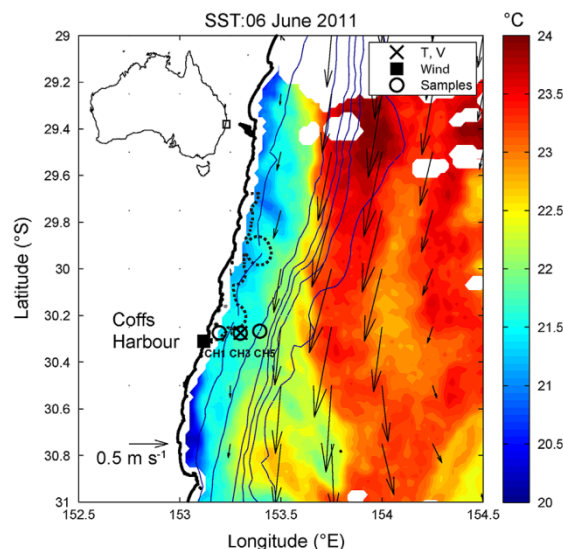 SST:06 June 2011
°C
T, V
Wind
Samples
29
29.2
29.4
29.6
29.8
30
30.2
30.4
30.6
30.8
31
Latitude (°S)
Coffs
Harbour
CH1 CH3 CH5
0.5 m s⁻¹
152.5 153 153.5 154 154.5
Longitude (°E)
24
23.5
23
22.5
22
21.5
21
20.5
20